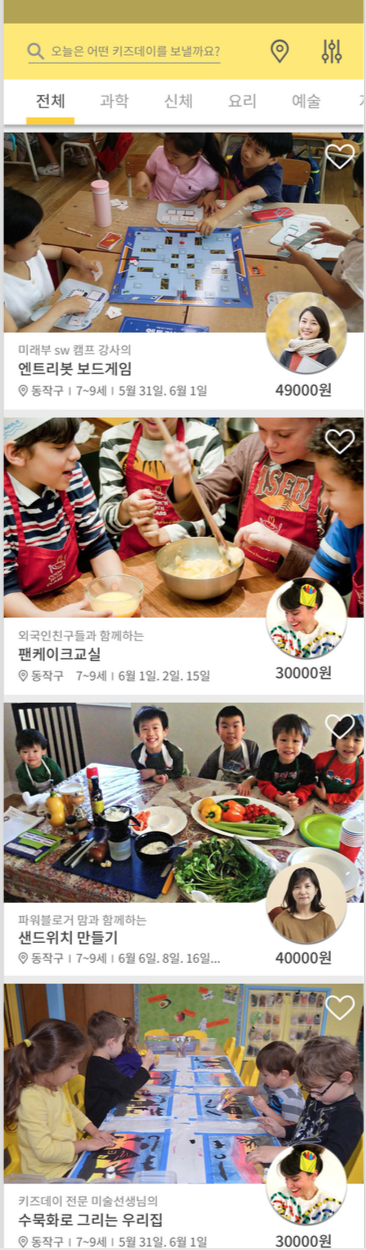 오늘은 어떤 키즈데이를 보낼까요?
전체 과학 신체 요리 예술
미래부 sw 캠프 강사의
엔트리봇 보드게임
동작구 | 7~9세 | 5월 31일. 6월 1일
49000원
외국인친구들과 함께하는
팬케이크교실
동작구 7~9세 | 6월 1일. 2일. 15일
30000원
파워블로거 맘과 함께하는
샌드위치 만들기
동작구 | 7~9세 | 6월 6일. 8일. 16일...
40000원
키즈데이 전문 미술선생님의
수묵화로 그리는 우리집
동작구 | 7~9세 | 5월 31일. 6월 1일
30000원